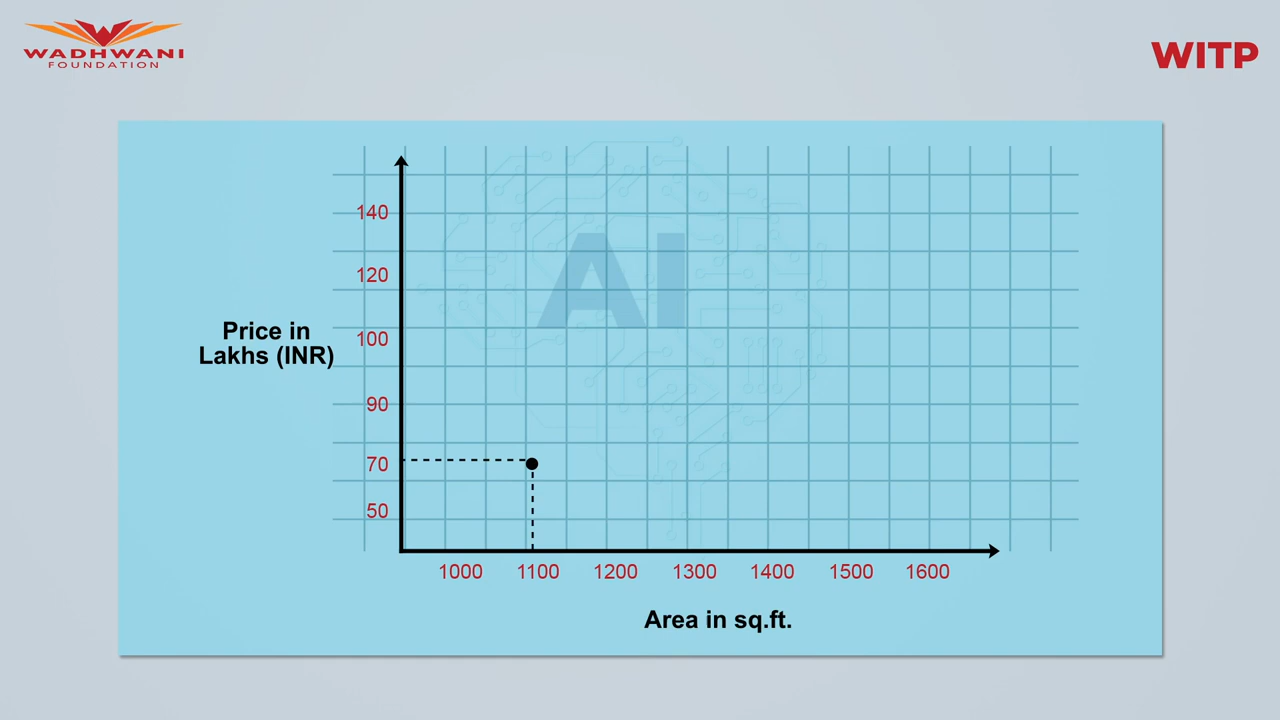 WADHWANI
FOUNDATION
WITP
AI
140
120
100
90
70
50
Price in
Lakhs (INR)
1000 1100 1200 1300 1400 1500 1600
Area in sq.ft.